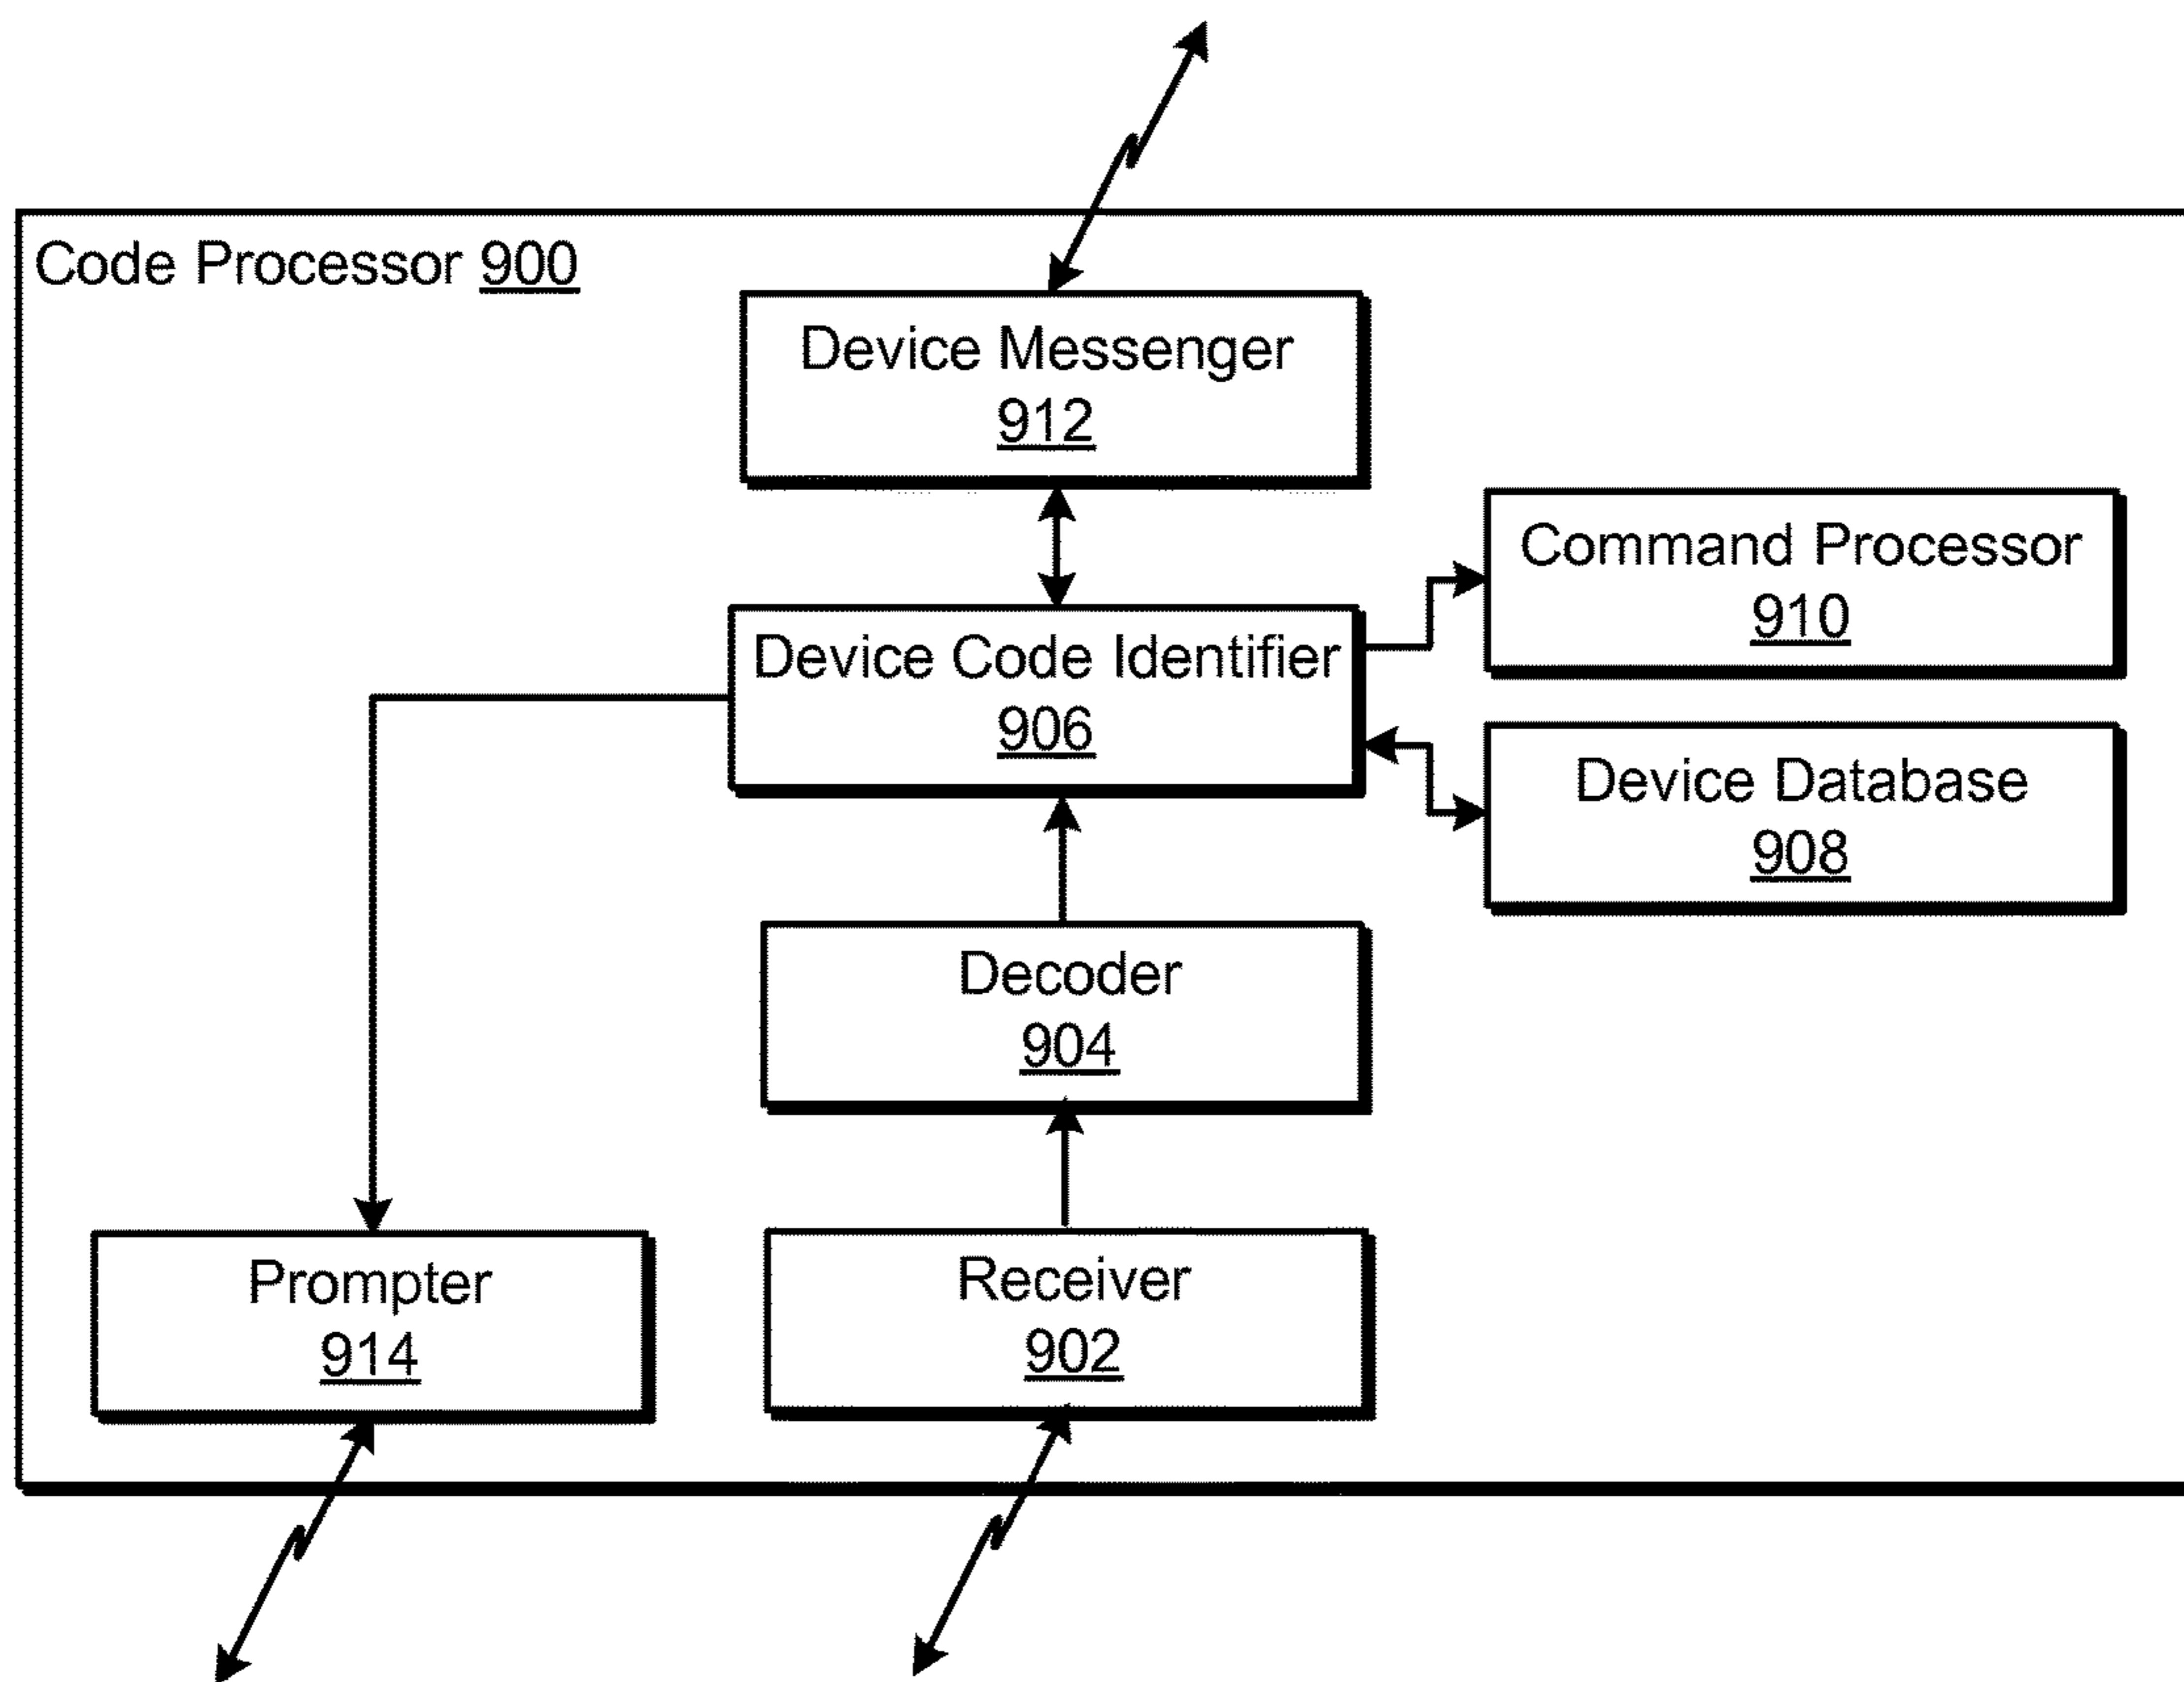 Code Processor 900
Device Messenger
912
Command Processor
910
Device Code Identifier
906
Device Database
908
Decoder
904
Prompter
914
Receiver
902